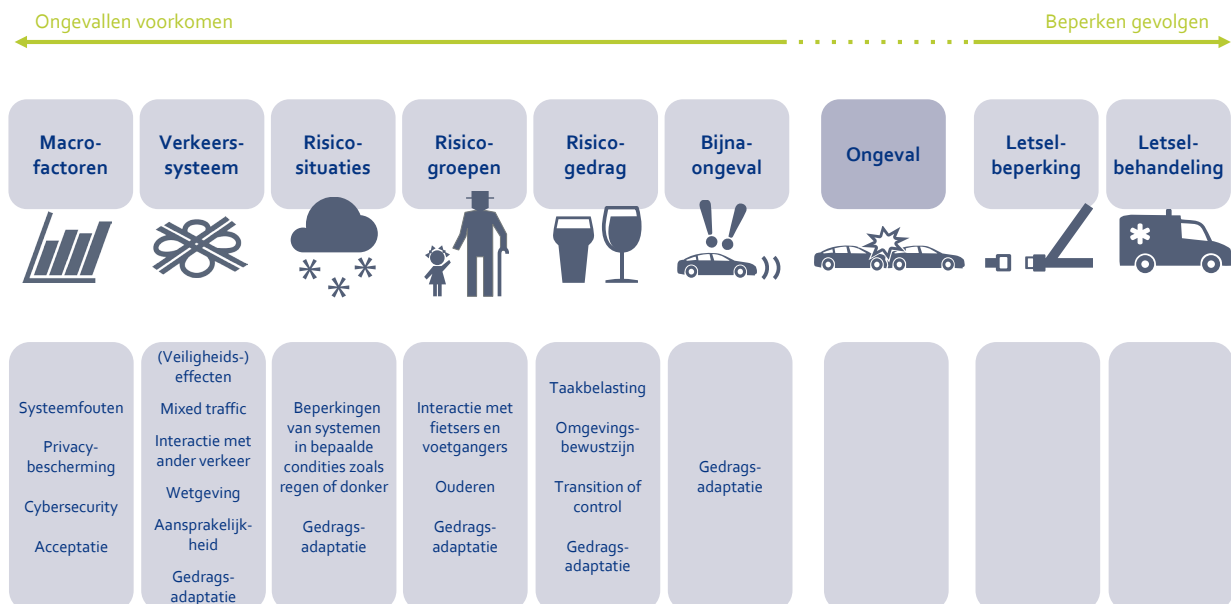 Ongevallen voorkomen
Beperken gevolgen
Macro-
factoren
Verkeers-
systeem
Risico-
situaties
Risico-
groepen
Risico-
gedrag
Bijna-
ongeval
Ongeval
Letsel-
beperking
Letsel-
behandeling
Systeemfouten
Privacy-
bescherming
Cybersecurity
Acceptatie
(Veiligheids-)
effecten
Mixed traffic
Interactie met
ander verkeer
Wetgeving
Aansprakelijk-
heid
Gedrags-
adaptatie
Beperkingen
van systemen
in bepaalde
condities zoals
regen of donker
Gedrags-
adaptatie
Interactie met
fietsers en
voetgangers
Ouderen
Gedrags-
adaptatie
Taakbelasting
Omgevings-
bewustzijn
Transition of
control
Gedrags-
adaptatie
Gedrags-
adaptatie